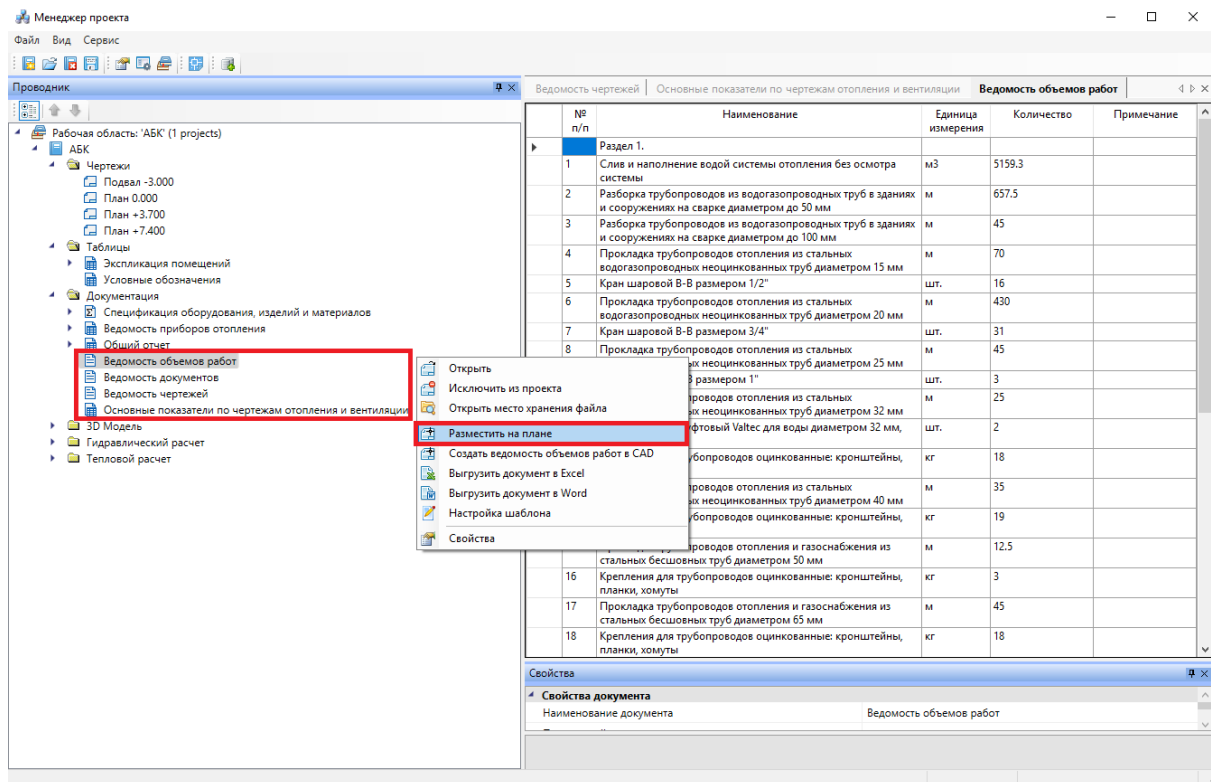 Менеджер проекта
Файл Вид Сервис
Проводник
Рабочая область: 'АБК' (1 projects)
АБК
Чертежи
Подвал -3.000
План 0.000
План +3.700
План +7.400
Таблицы
Экспликация помещений
Условные обозначения
Документация
Спецификация оборудования, изделий и материалов
Ведомость приборов отопления
Общий отчет
Ведомость объемов работ
Ведомость документов
Ведомость чертежей
Основные показатели по чертежам отопления и вентиляции
3D Модель
Гидравлический расчет
Тепловой расчет
Открыть
Исключить из проекта
Открыть место хранения файла
Разместить на плане
Создать ведомость объемов работ в CAD
Выгрузить документ в Excel
Выгрузить документ в Word
Настройка шаблона
Свойства
Ведомость чертежей Основные показатели по чертежам отопления и вентиляции Ведомость объемов работ
№ Наименование Единица Количество Примечание
п/п измерения
Раздел 1.
1 Слив и наполнение водой системы отопления без осмотра м3 5159.3
системы
2 Разборка трубопроводов из водогазопроводных труб в зданиях м 657.5
и сооружениях на сварке диаметром до 50 мм
3 Разборка трубопроводов из водогазопроводных труб в зданиях м 45
и сооружениях на сварке диаметром до 100 мм
4 Прокладка трубопроводов отопления из стальных м 70
водогазопроводных неоцинкованных труб диаметром 15 мм
5 Кран шаровой В-В размером 1/2" шт. 16
6 Прокладка трубопроводов отопления из стальных м 430
водогазопроводных неоцинкованных труб диаметром 20 мм
7 Кран шаровой В-В размером 3/4" шт. 31
8 Прокладка трубопроводов отопления из стальных м 45
ых неоцинкованных труб диаметром 25 мм
В размером 1" шт. 3
проводов отопления из стальных м 25
ых неоцинкованных труб диаметром 32 мм
уфтовый Valtec для воды диаметром 32 мм, шт. 2
убопроводов оцинкованные: кронштейны, кг 18
проводов отопления из стальных м 35
ых неоцинкованных труб диаметром 40 мм
убопроводов оцинкованные: кронштейны, кг 19
проводов отопления и газоснабжения из м 12.5
стальных бесшовных труб диаметром 50 мм
16 Крепления для трубопроводов оцинкованные: кронштейны, кг 3
планки, хомуты
17 Прокладка трубопроводов отопления и газоснабжения из м 45
стальных бесшовных труб диаметром 65 мм
18 Крепления для трубопроводов оцинкованные: кронштейны, кг 18
планки, хомуты
Свойства
Свойства документа
Наименование документа Ведомость объемов работ